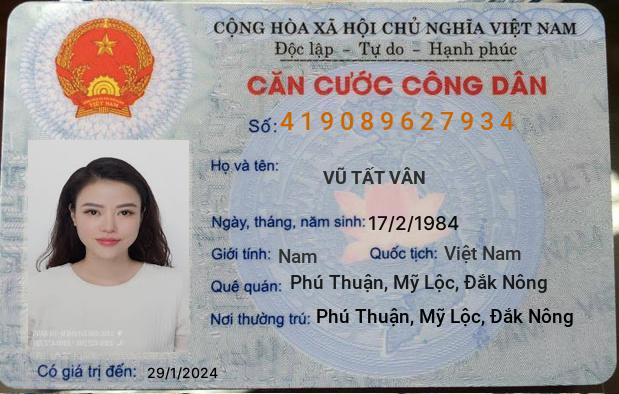 CỘNG HÒA XÃ HỘI CHỦ NGHĨA VIỆT NAM
Độc lập - Tự do - Hạnh phúc
CĂN CƯỚC CÔNG DÂN
Số: 419089627934
Họ và tên: VŨ TẤT VÂN
Ngày, tháng, năm sinh: 17/2/1984
Giới tính: Nam Quốc tịch: Việt Nam
Quê quán: Phú Thuận, Mỹ Lộc, Đắk Nông
Nơi thường trú: Phú Thuận, Mỹ Lộc, Đắk Nông
Có giá trị đến: 29/1/2024
VIỆT NAM